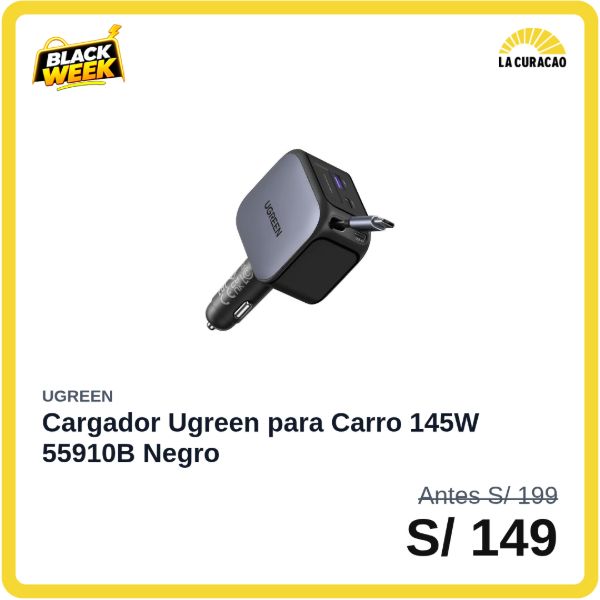 BLACK
WEEK
LA CURACAO
UGREEN
UGREEN
Cargador Ugreen para Carro 145W
55910B Negro
Antes S/ 199
S/ 149